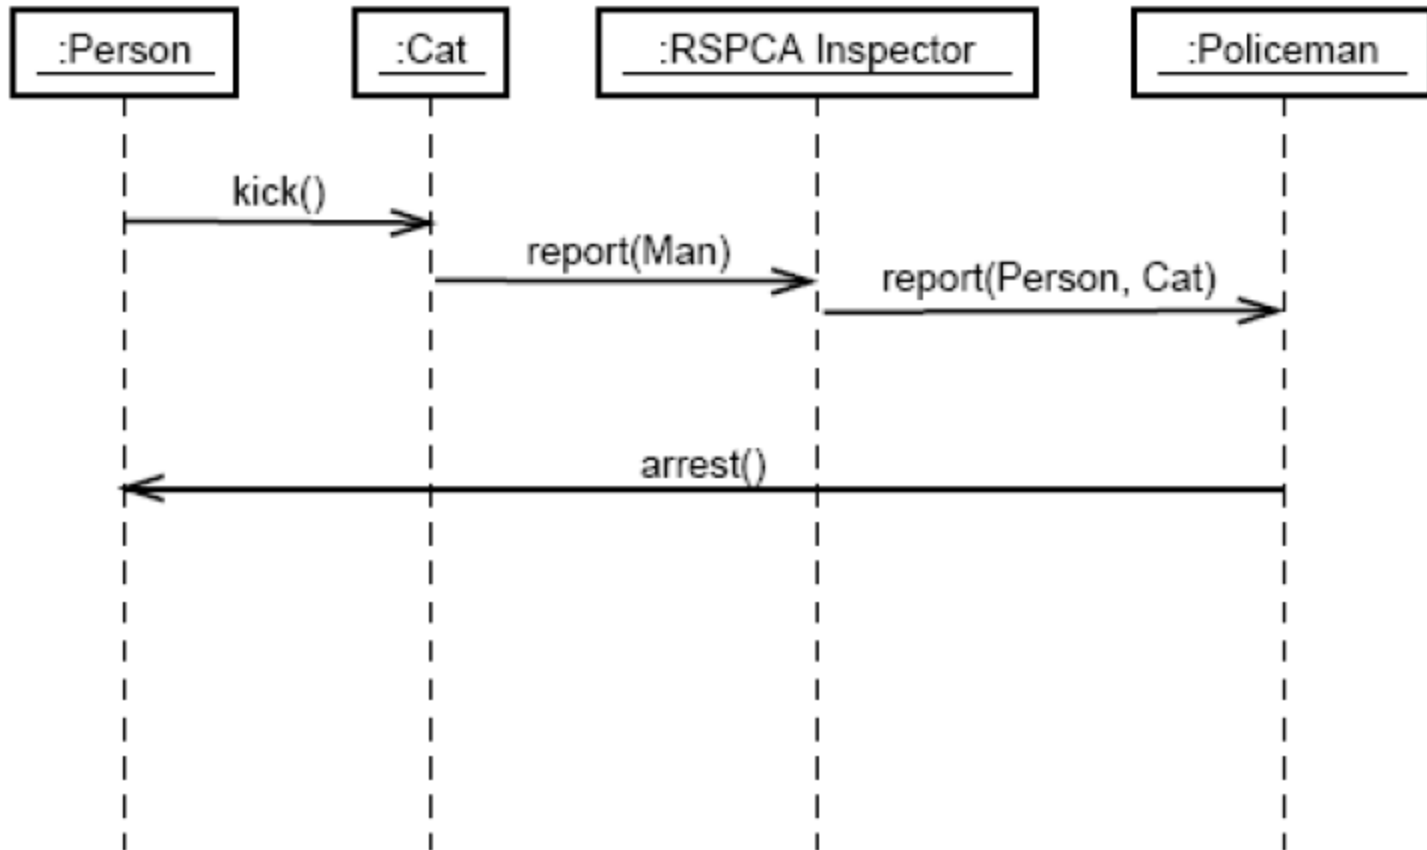 :Person
:Cat
:RSPCA Inspector
:Policeman
kick()
report(Man)
report(Person, Cat)
arrest()